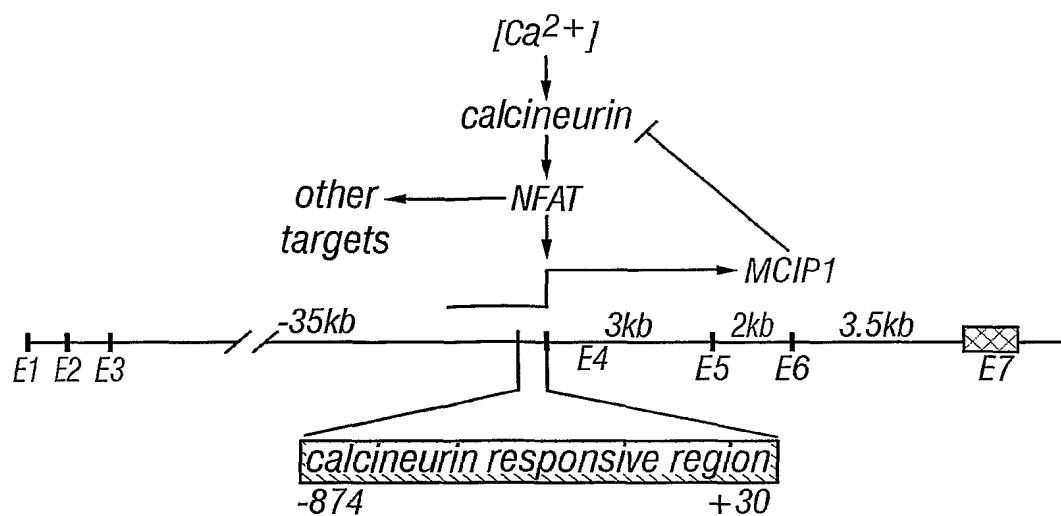 [Ca²⁺]
calcineurin
other
targets
NFAT
MCIP1
-35kb
3kb
2kb
3.5kb
E1
E2
E3
E4
E5
E6
E7
calcineurin responsive region
-874
+30